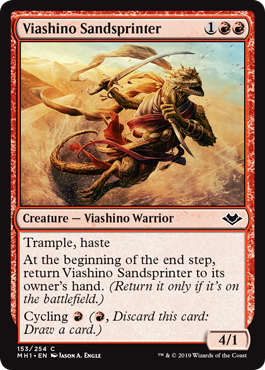 Viashino Sandsprinter 1
Creature — Viashino Warrior
Trample, haste
At the beginning of the end step,
return Viashino Sandsprinter to its
owner's hand. (Return it only if it's on
the battlefield.)
Cycling (, Discard this card:
Draw a card.)
4/1
153/254 C
MH1 • EN JASON A. ENGLE
™ & © 2019 Wizards of the Coast